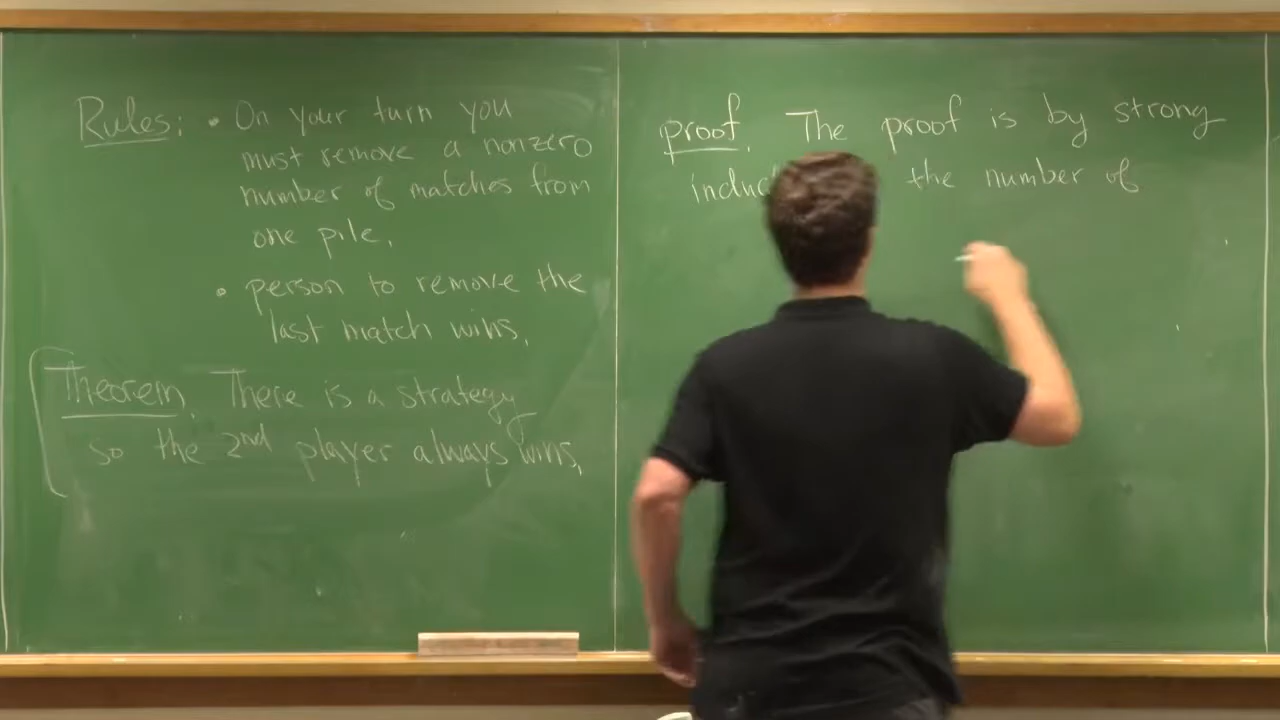 Rules: • On your turn you
must remove a nonzero
number of matches from
one pile.
• person to remove the
last match wins.
Theorem. There is a strategy
so the 2nd player always wins.
proof. The proof is by strong
induc the number of